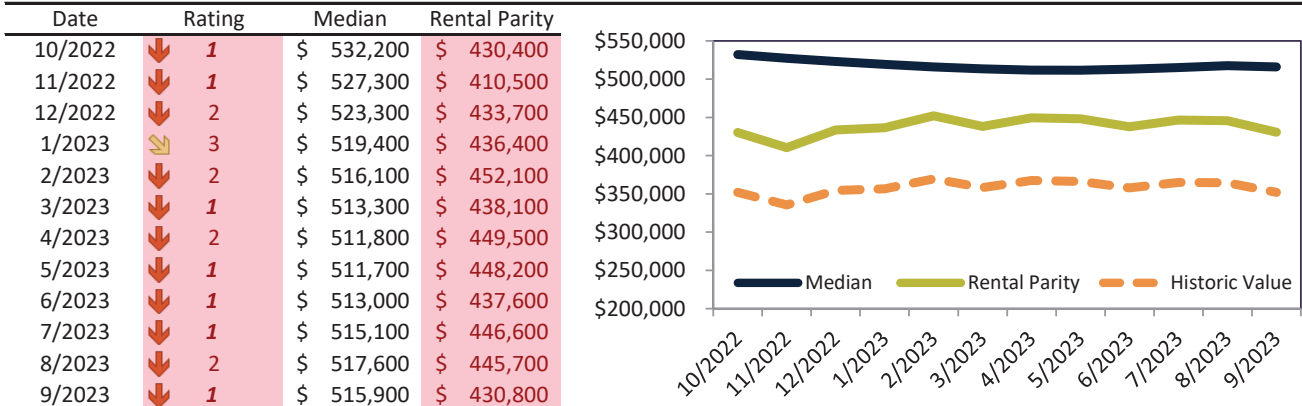 Date Rating Median Rental Parity
10/2022 1 $ 532,200 $ 430,400
11/2022 1 $ 527,300 $ 410,500
12/2022 2 $ 523,300 $ 433,700
1/2023 3 $ 519,400 $ 436,400
2/2023 2 $ 516,100 $ 452,100
3/2023 1 $ 513,300 $ 438,100
4/2023 2 $ 511,800 $ 449,500
5/2023 1 $ 511,700 $ 448,200
6/2023 1 $ 513,000 $ 437,600
7/2023 1 $ 515,100 $ 446,600
8/2023 2 $ 517,600 $ 445,700
9/2023 1 $ 515,900 $ 430,800
$550,000
$500,000
$450,000
$400,000
$350,000
$300,000
$250,000
$200,000
Median Rental Parity Historic Value
10/2022 11/2022 12/2022 1/2023 2/2023 3/2023 4/2023 5/2023 6/2023 7/2023 8/2023 9/2023